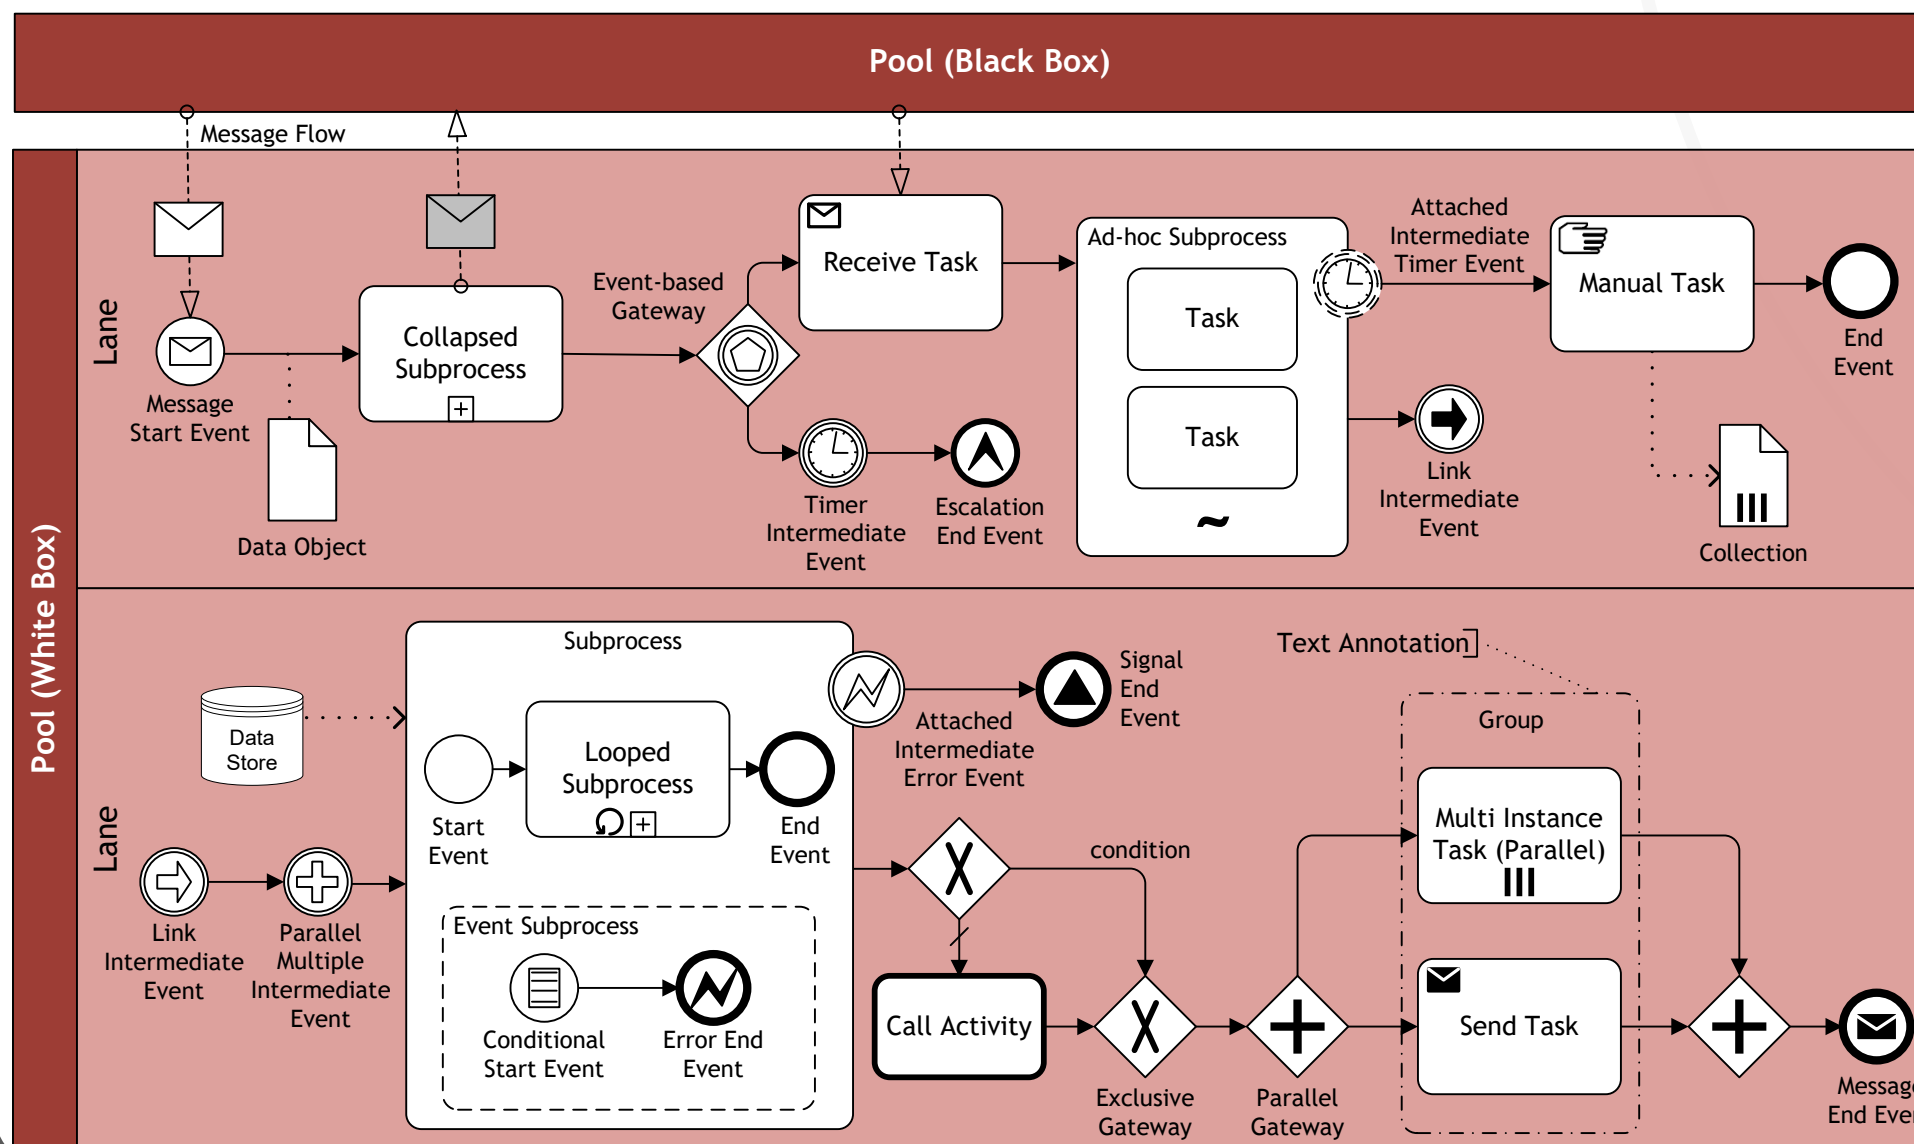 Pool (Black Box)
Message Flow
Pool (White Box)
Lane
Message
Start Event
Data Object
Collapsed
Subprocess
Event-based
Gateway
Receive Task
Timer
Intermediate
Event
Escalation
End Event
Ad-hoc Subprocess
Task
Task
Attached
Intermediate
Timer Event
Link
Intermediate
Event
Manual Task
End
Event
Collection
Lane
Data
Store
Link
Intermediate
Event
Parallel
Multiple
Intermediate
Event
Subprocess
Start
Event
Looped
Subprocess
End
Event
Event Subprocess
Conditional
Start Event
Error End
Event
Attached
Intermediate
Error Event
Signal
End
Event
condition
Call Activity
Exclusive
Gateway
Parallel
Gateway
Text Annotation
Group
Multi Instance
Task (Parallel)
Send Task
Message
End Even